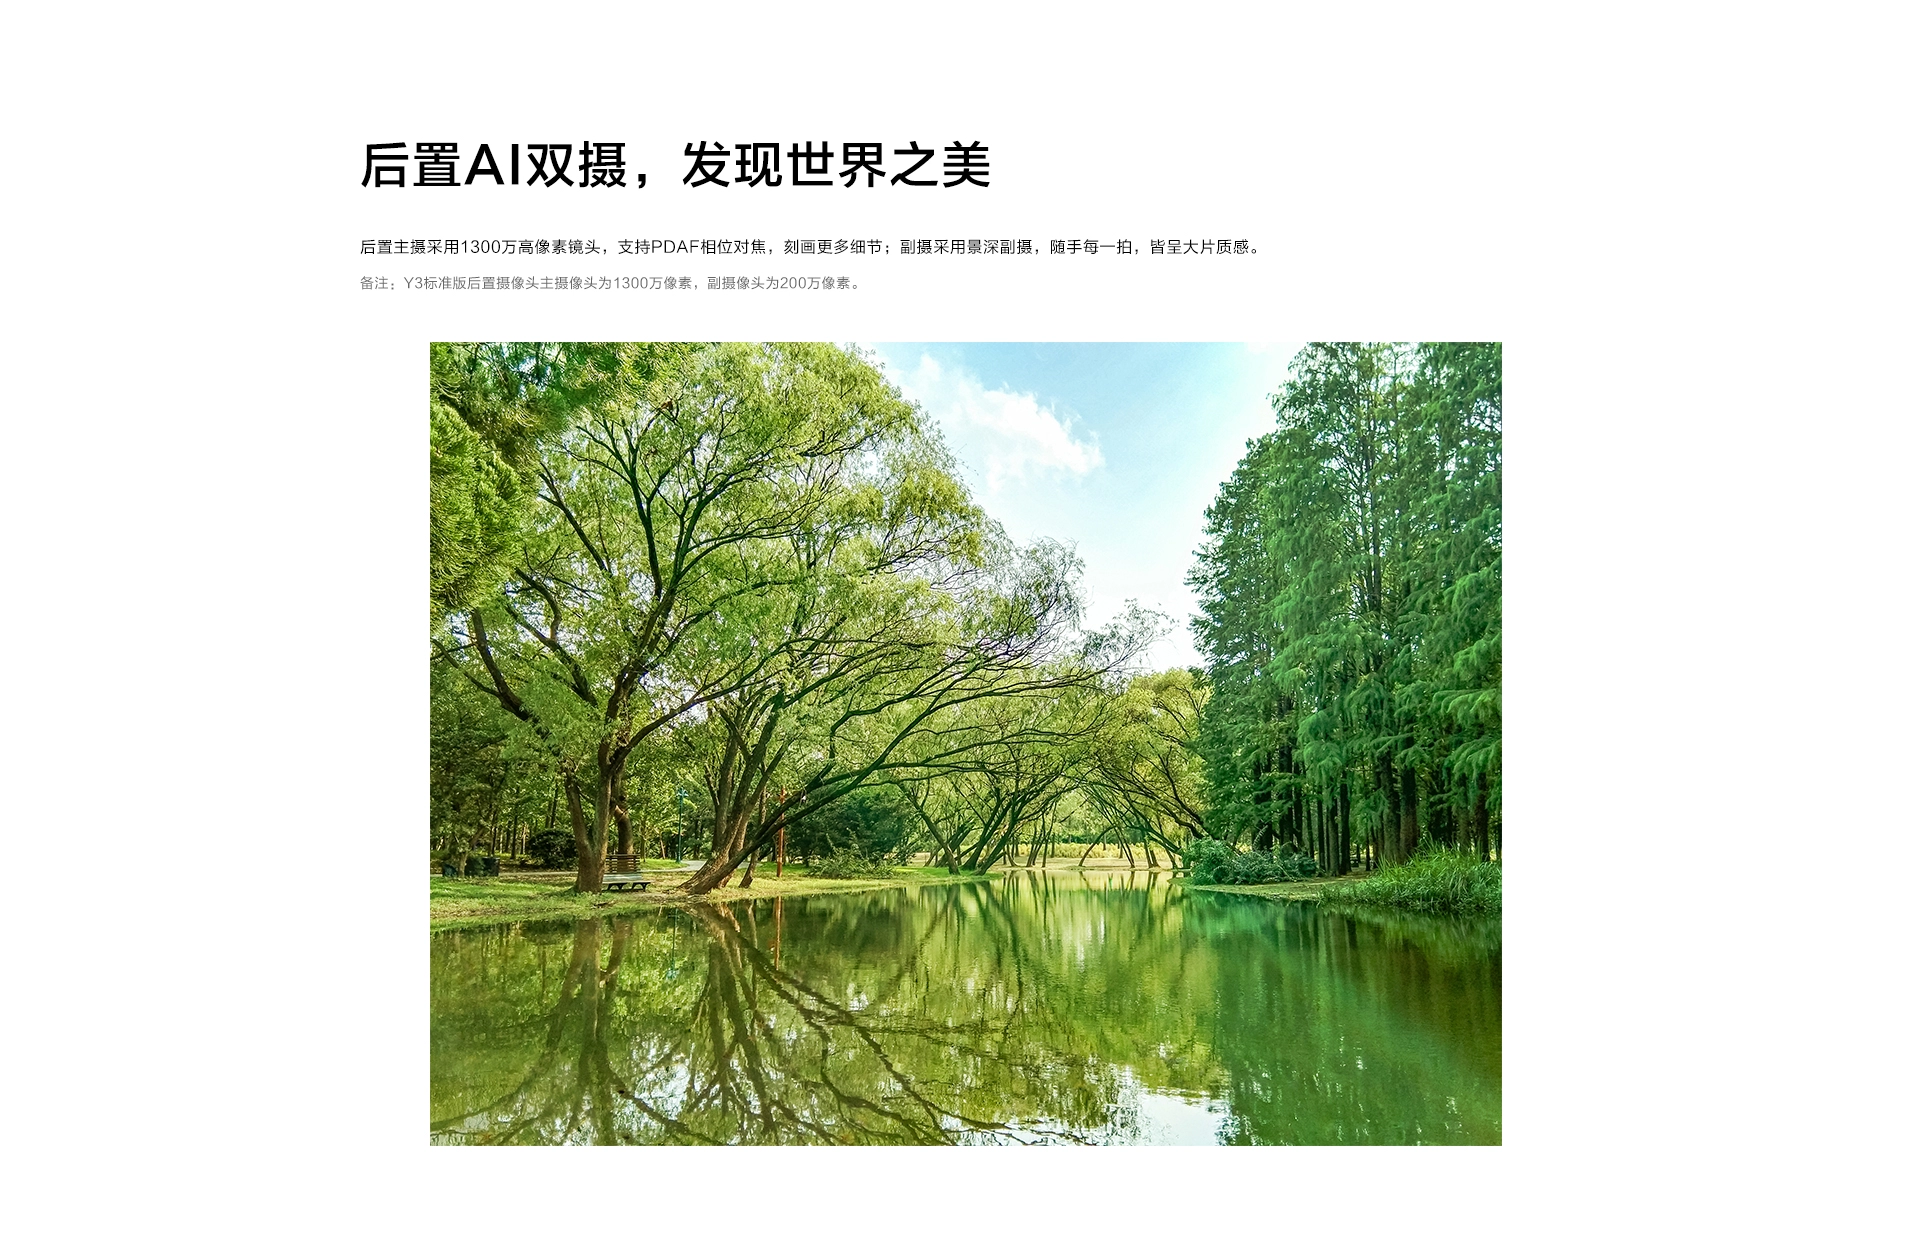 后置AI双摄，发现世界之美
后置主摄采用1300万高像素镜头，支持PDAF相位对焦，刻画更多细节；副摄采用景深副摄，随手每一拍，皆呈大片质感。
备注：Y3标准版后置摄像头主摄像头为1300万像素，副摄像头为200万像素。